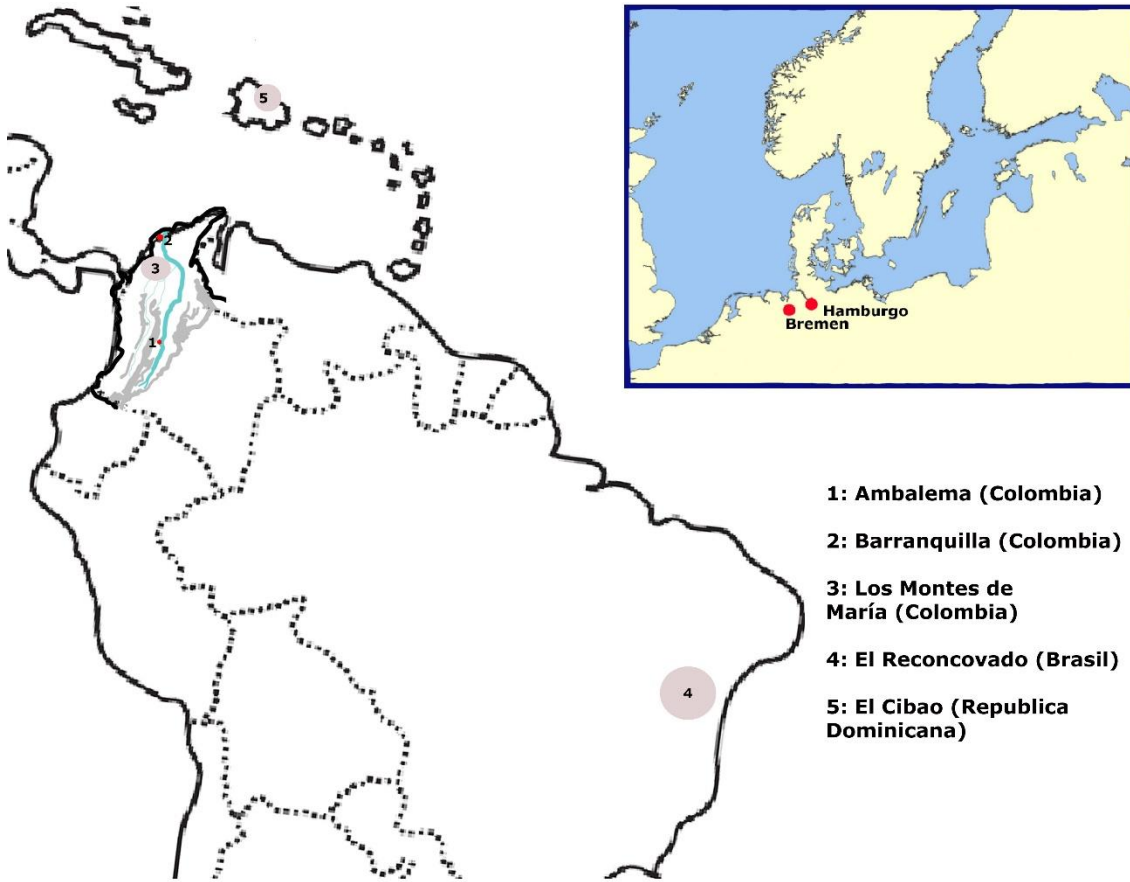 5
2
3
1
4
Hamburgo
Bremen
1: Ambalema (Colombia)
2: Barranquilla (Colombia)
3: Los Montes de
María (Colombia)
4: El Reconcovado (Brasil)
5: El Cibao (Republica
Dominicana)